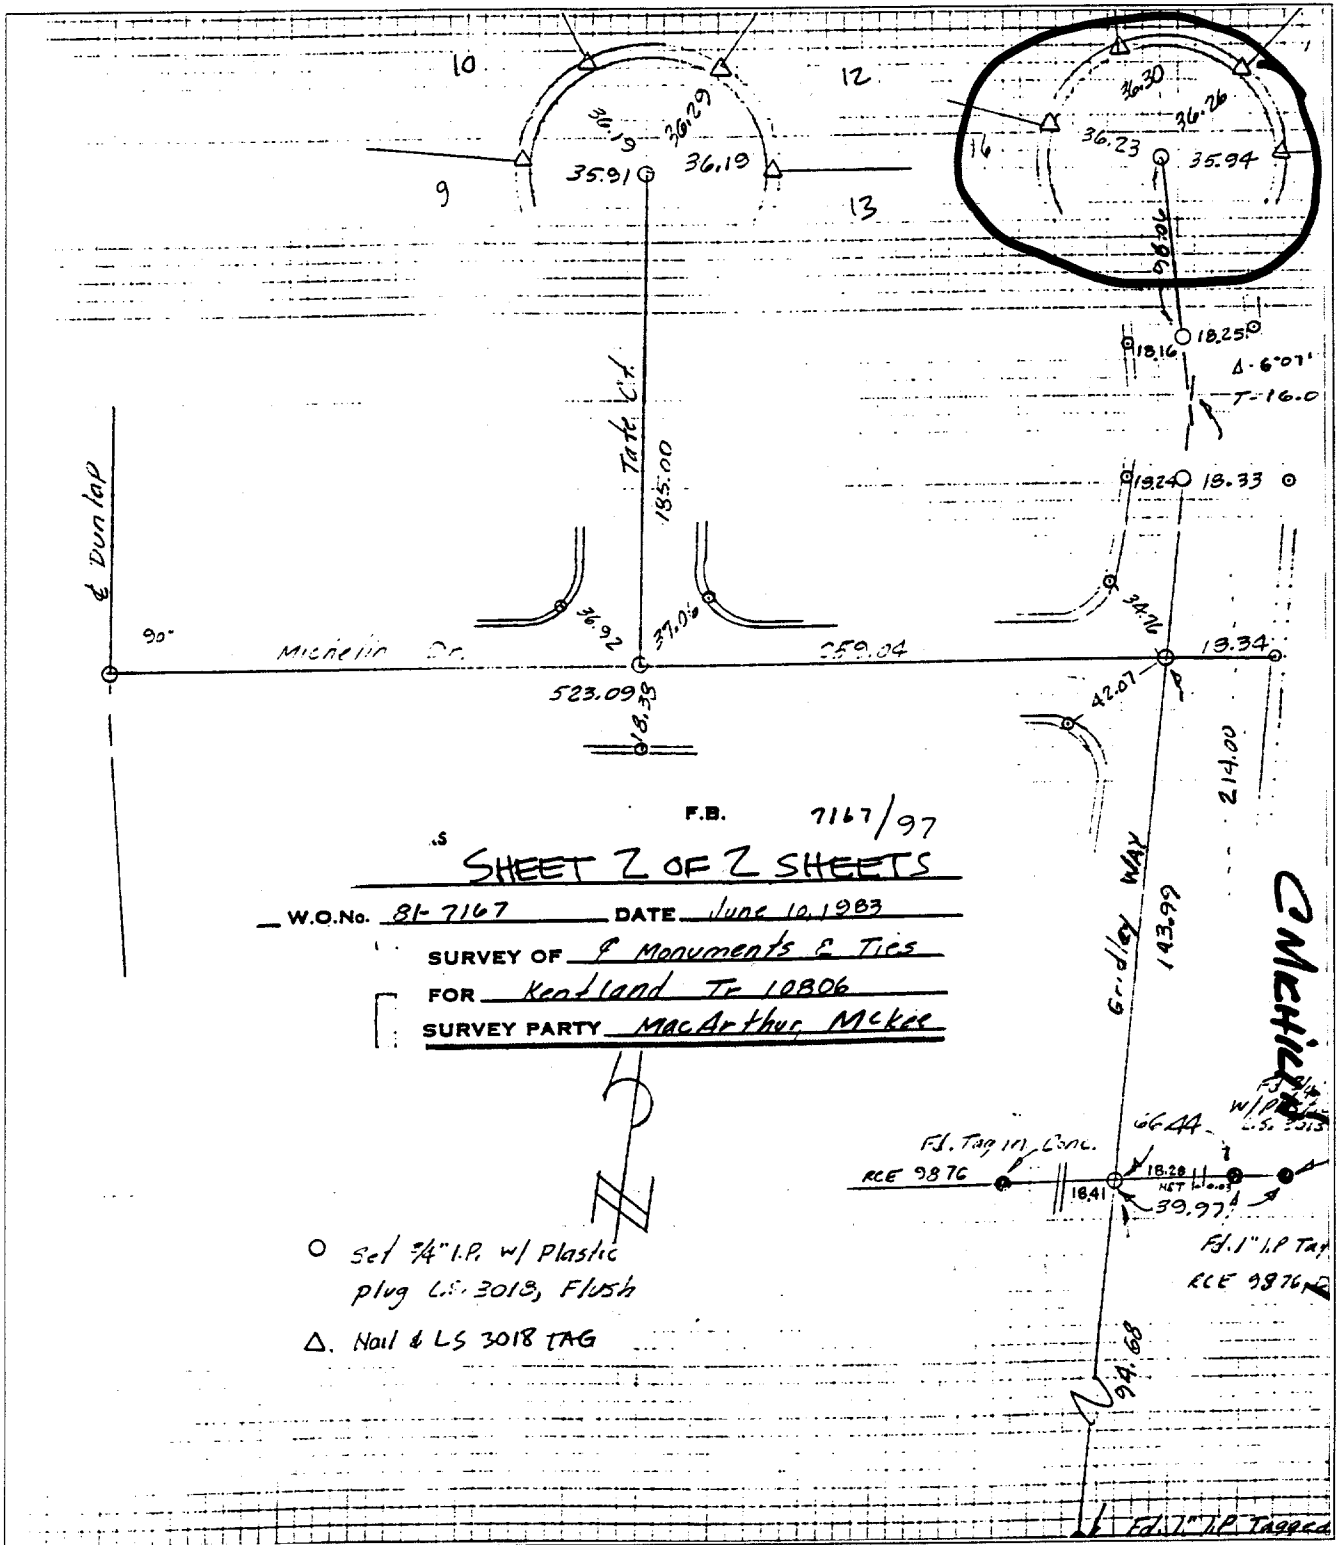 10
12
36.19
36.29
35.91
36.19
9
13
36.30
36.26
16
36.23
35.94
98.06
18.16
18.25
Δ-6°07'
T-16.0
Tate Ct.
185.00
18.24
18.33
℄ Dunlap
90°
Michelin Dr.
36.92
37.06
34.76
259.04
18.34
523.09
18.33
42.07
214.00
F.B. 7167/97
SHEET 2 OF 2 SHEETS
W.O.No. 81-7167 DATE June 10, 1983
SURVEY OF ℄ Monuments & Ties
FOR Kentland Tr 10806
SURVEY PARTY MacArthur, McKee
Gridley WAY
143.99
C MEHICIN
66.44
Fd. Tag in Conc.
RCE 9876
18.41
18.28
39.97
Fd. 1" I.P. Tag
RCE 9876
○ Set 3/4" I.P. w/ Plastic
plug L.S. 3018, Flush
△. Nail & LS 3018 TAG
94.68
Fd. 1" I.P. Tagged